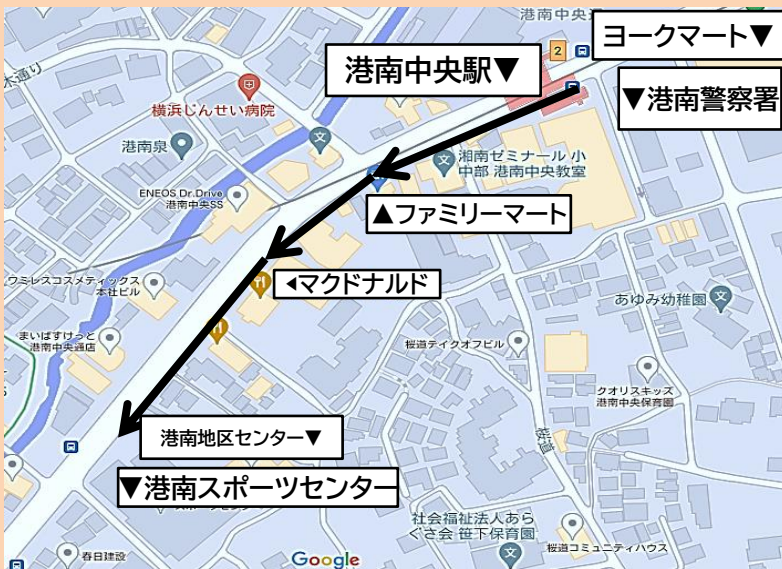 港南中央通
ヨークマート▼
2
港南中央駅▼
▼港南警察署
横浜じんせい病院
港南泉
文
文
湘南ゼミナール 小
中部 港南中央教室
ENEOS Dr.Drive
港南中央SS
▲ファミリーマート
◀マクドナルド
ワミレスコスメティックス
本社ビル
あゆみ幼稚園
文
まいばすけっと
港南中央通店
桜道テイクオフビル
クオリスキッズ
港南中央保育園
港南地区センター▼
桜道
▼港南スポーツセンター
社会福祉法人あら
ぐさ会 笹下保育園
文
桜道コミュニティハウス
春日建設
Google